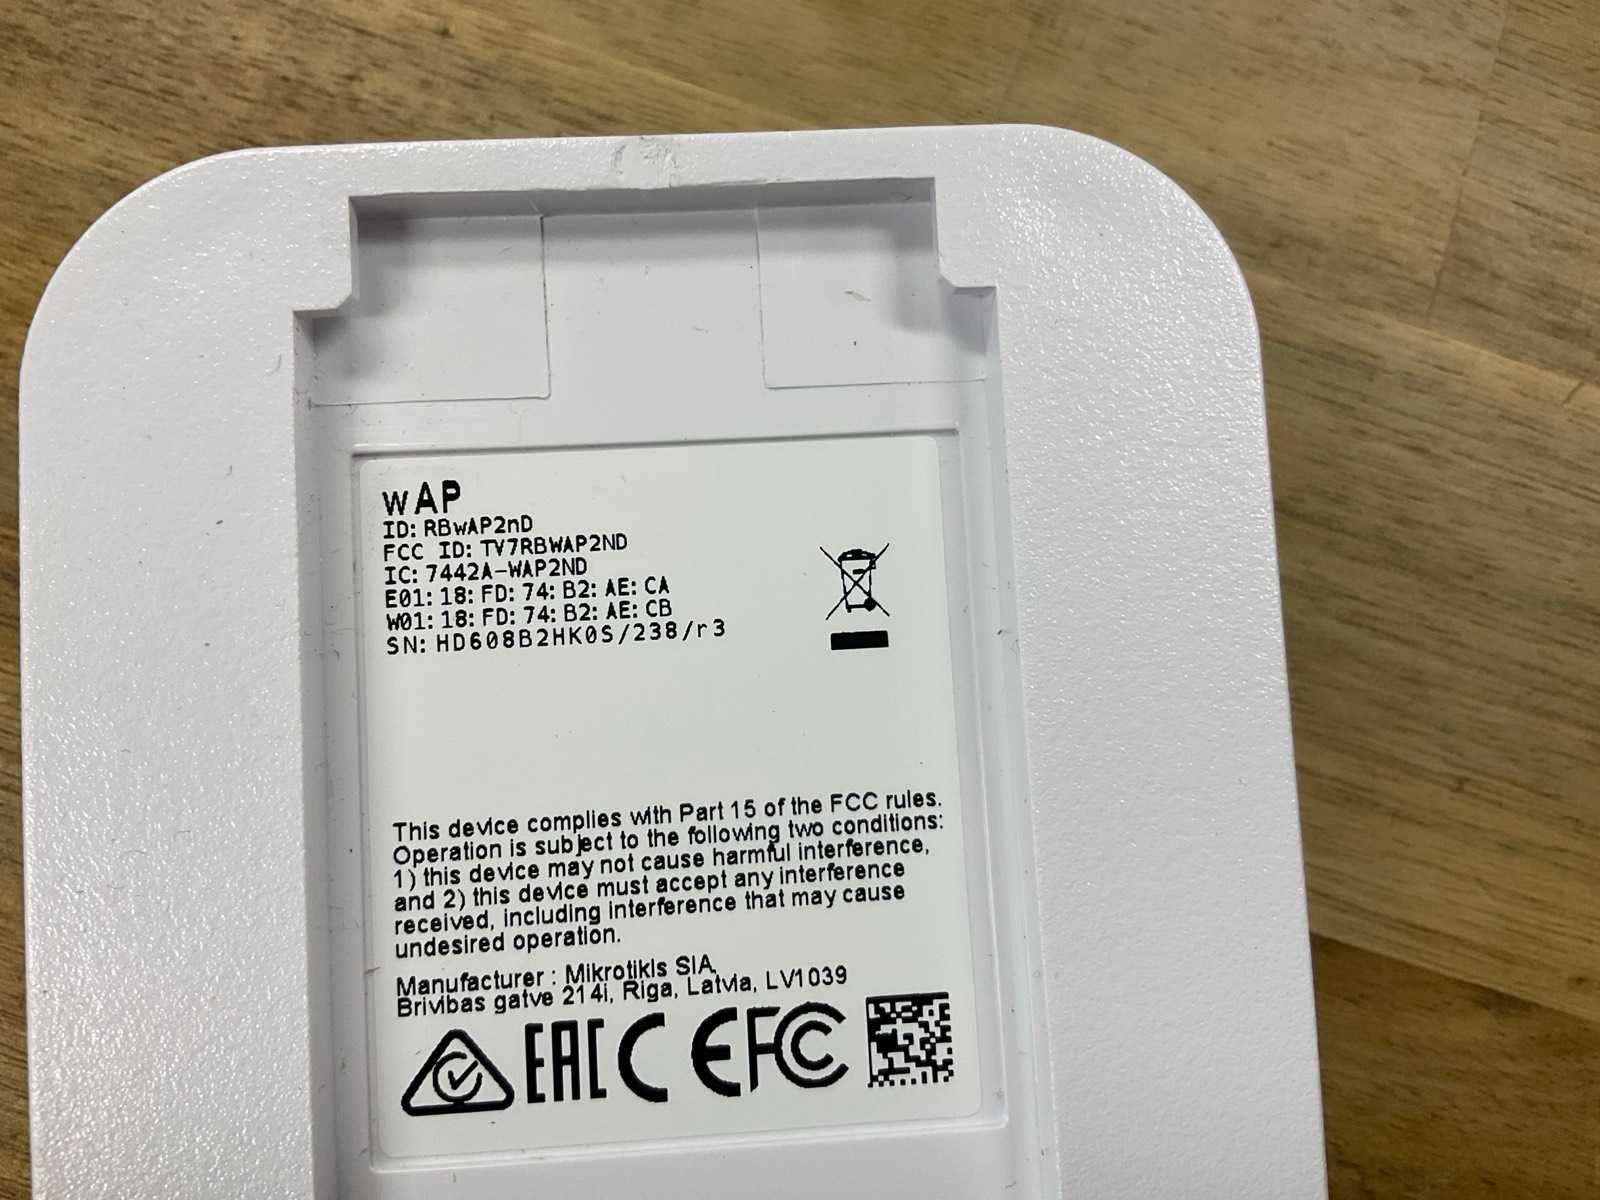 wAP
ID: RBwAP2nD
FCC ID: TV7RBWAP2ND
IC: 7442A-WAP2ND
E01: 18: FD: 74: B2: AE: CA
W01: 18: FD: 74: B2: AE: CB
SN: HD608B2HK0S/238/r3
This device complies with Part 15 of the FCC rules.
Operation is subject to the following two conditions:
1) this device may not cause harmful interference,
and 2) this device must accept any interference
received, including interference that may cause
undesired operation.
Manufacturer : Mikrotikls SIA,
Brivibas gatve 214i, Riga, Latvia, LV1039
EAC CE FC